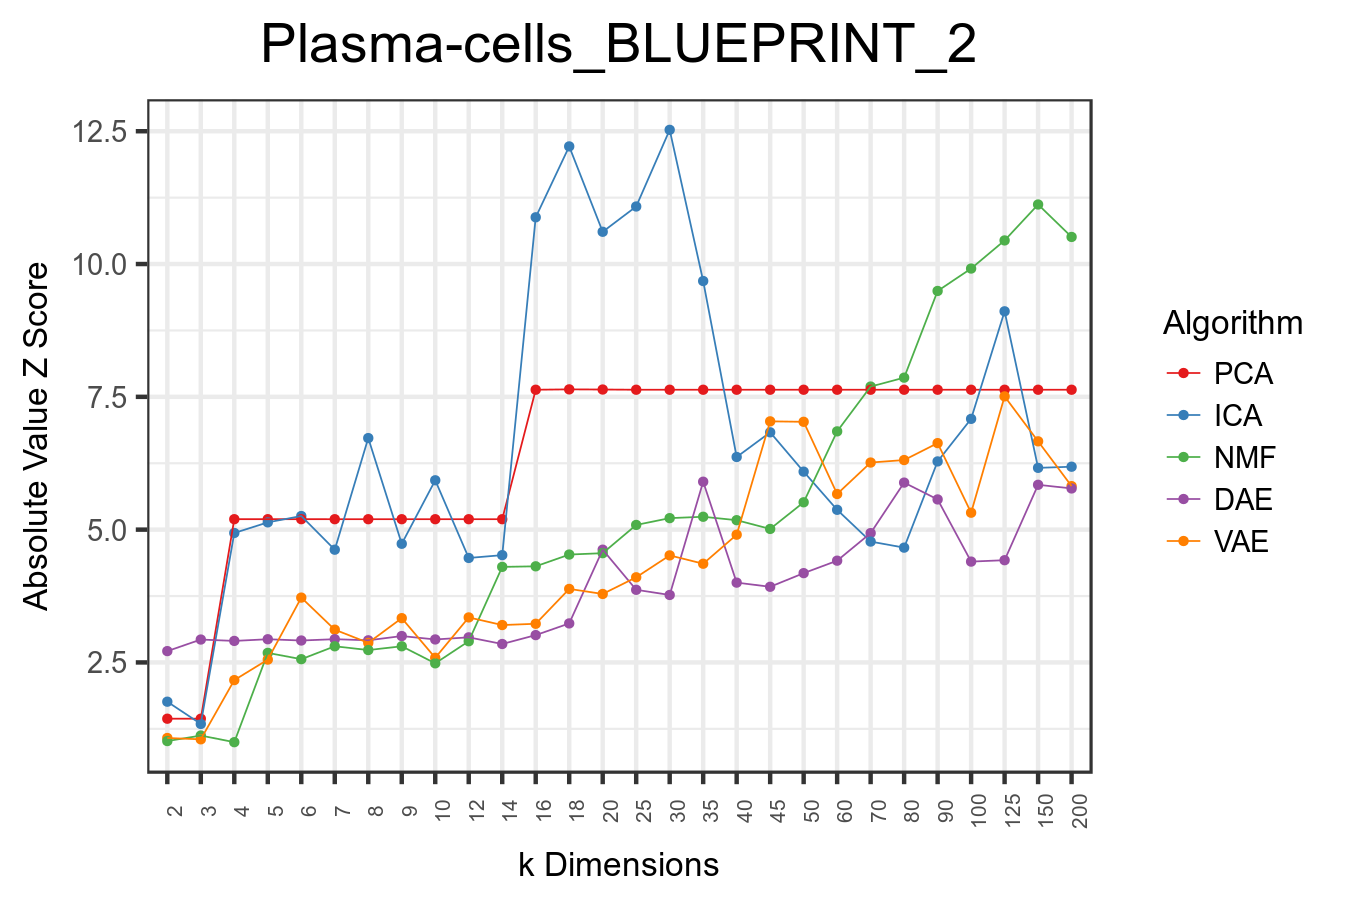 Plasma-cells_BLUEPRINT_2
Absolute Value Z Score
12.5
10.0
7.5
5.0
2.5
2 3 4 5 6 7 8 9 10 12 14 16 18 20 25 30 35 40 45 50 60 70 80 90 100 125 150 200
k Dimensions
Algorithm
PCA
ICA
NMF
DAE
VAE